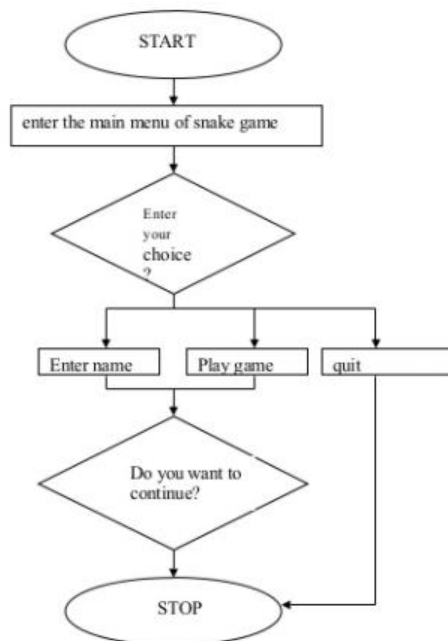 START
enter the main menu of snake game
Enter
your
choice
?
Enter name
Play game
quit
Do you want to
continue?
STOP